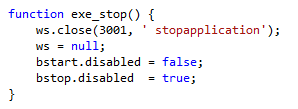 function exe_stop() {
    ws.close(3001, ' stopapplication');
    ws = null;
    bstart.disabled = false;
    bstop.disabled  = true;
}